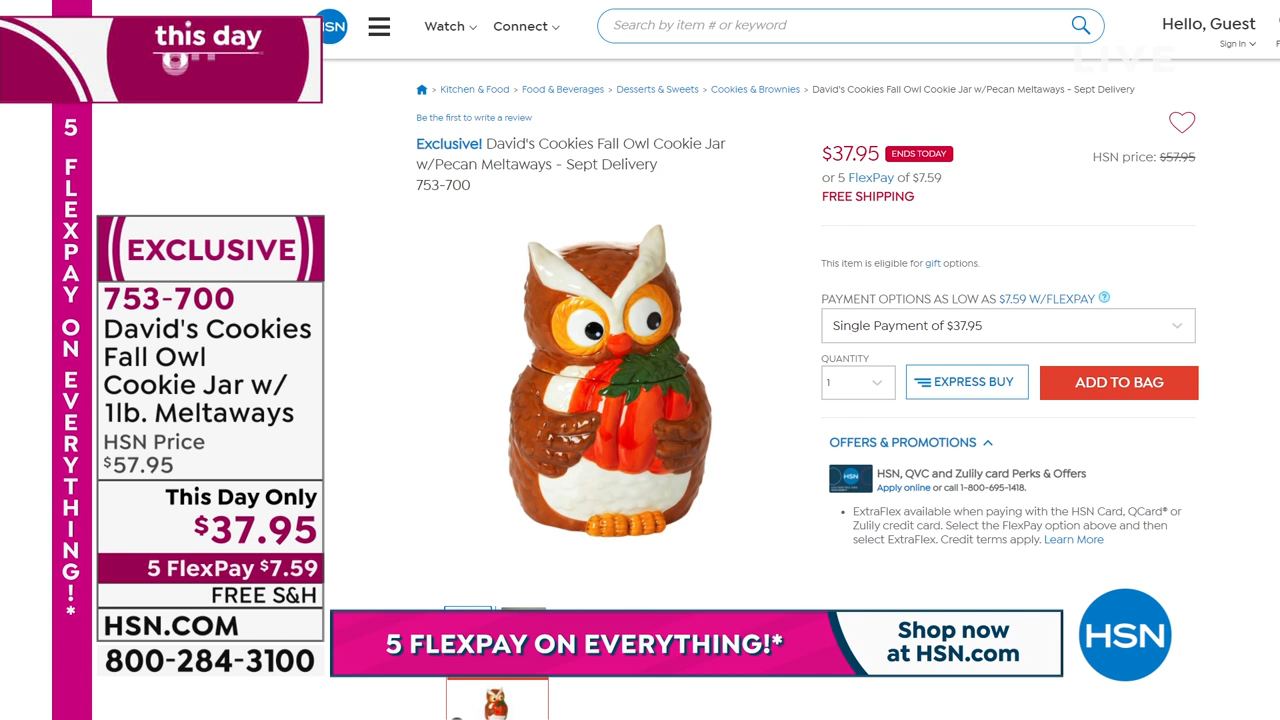 this day
5 FLEXPAY ON EVERYTHING!*
EXCLUSIVE
753-700
David's Cookies
Fall Owl
Cookie Jar w/
1lb. Meltaways
HSN Price
$57.95
This Day Only
$37.95
5 FlexPay $7.59
FREE S&H
HSN.COM
800-284-3100
HSN
Watch
Connect
Search by item # or keyword
Hello, Guest
Sign In
LIVE
Kitchen & Food > Food & Beverages > Desserts & Sweets > Cookies & Brownies > David's Cookies Fall Owl Cookie Jar w/Pecan Meltaways - Sept Delivery
Be the first to write a review
Exclusive! David's Cookies Fall Owl Cookie Jar
w/Pecan Meltaways - Sept Delivery
753-700
$37.95 ENDS TODAY
HSN price: $57.95
or 5 FlexPay of $7.59
FREE SHIPPING
This item is eligible for gift options.
PAYMENT OPTIONS AS LOW AS $7.59 W/FLEXPAY ?
Single Payment of $37.95
QUANTITY
1
EXPRESS BUY
ADD TO BAG
OFFERS & PROMOTIONS
HSN
HSN, QVC and Zulily card Perks & Offers
Apply online or call 1-800-695-1418.
• ExtraFlex available when paying with the HSN Card, QCard® or
Zulily credit card. Select the FlexPay option above and then
select ExtraFlex. Credit terms apply. Learn More
5 FLEXPAY ON EVERYTHING!*
Shop now
at HSN.com
HSN